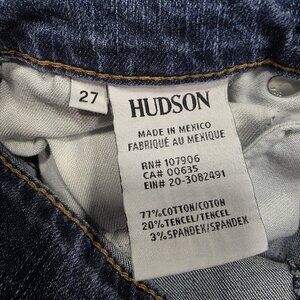 27
HUDSON
MADE IN MEXICO
FABRIQUÉ AU MEXIQUE
RN# 107906
CA# 00635
EIN# 20-3082491
77%COTTON/COTON
20%TENCEL/TENCEL
3%SPANDEX/SPANDEX